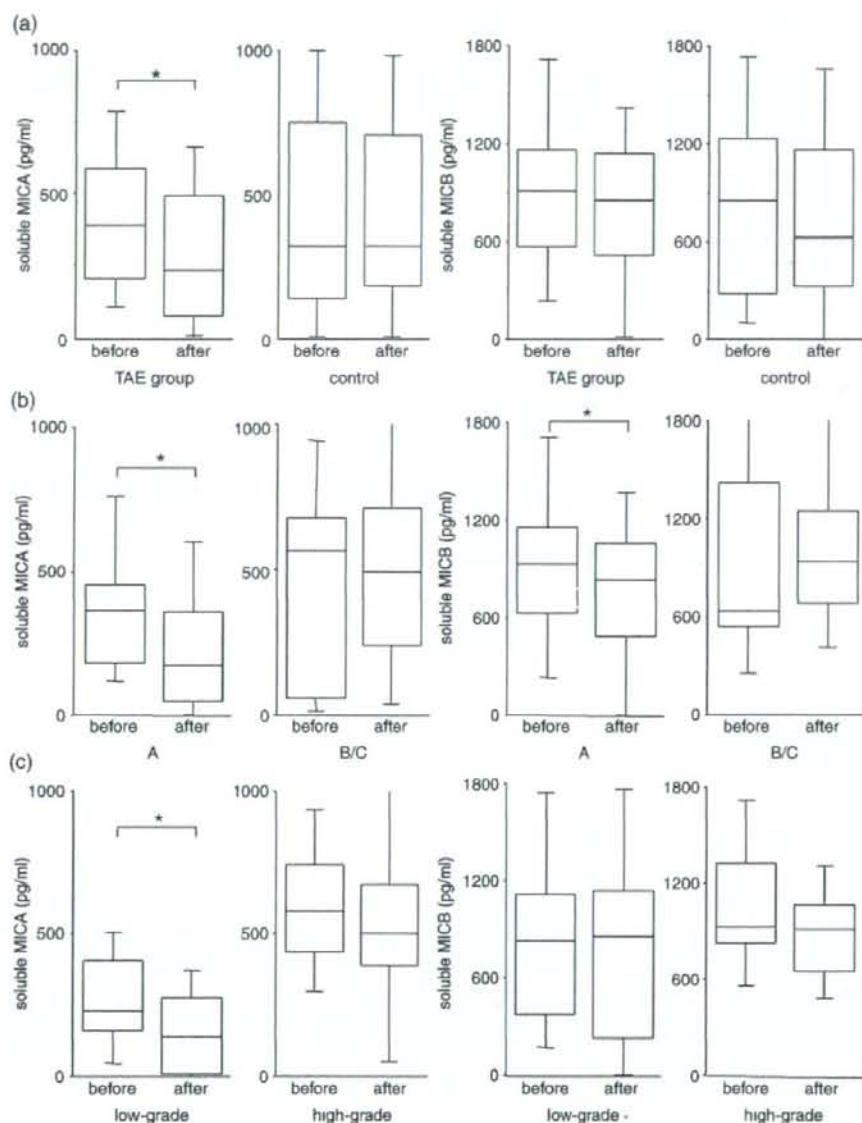 (a)
1000 1000 1800 1800
* 
soluble MICA (pg/ml) soluble MICB (pg/ml)
1200 1200
500 500
600 600
0 0 0 0
before after before after before after before after
TAE group control TAE group control
(b)
1000 1000 1800 1800
* *
soluble MICA (pg/ml) soluble MICB (pg/ml)
1200 1200
500 500
600 600
0 0 0 0
before after before after before after before after
A B/C A B/C
(c)
1000 1000 1800 1800
*
soluble MICA (pg/ml) soluble MICB (pg/ml)
1200 1200
500 500
600 600
0 0 0 0
before after before after before after before after
low-grade high-grade low-grade high-grade